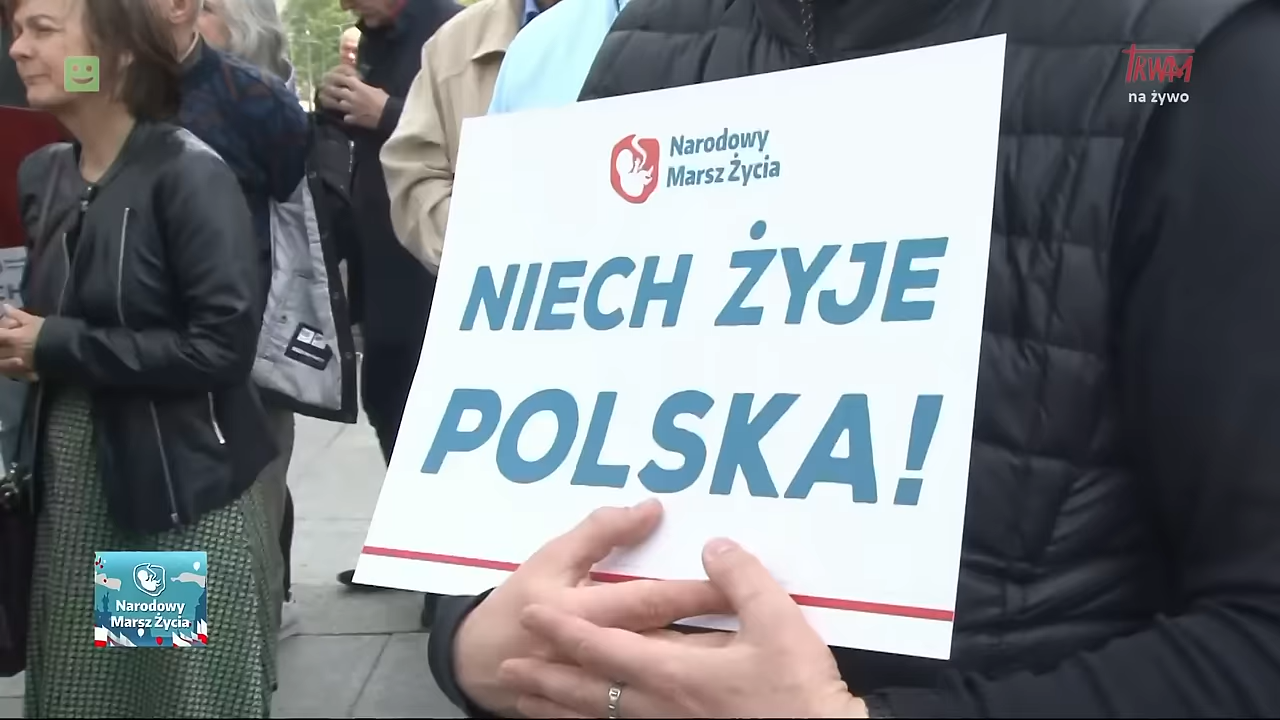 TRWAM
na żywo
Narodowy
Marsz Życia
NIECH ŻYJE
POLSKA!
Narodowy
Marsz Życia